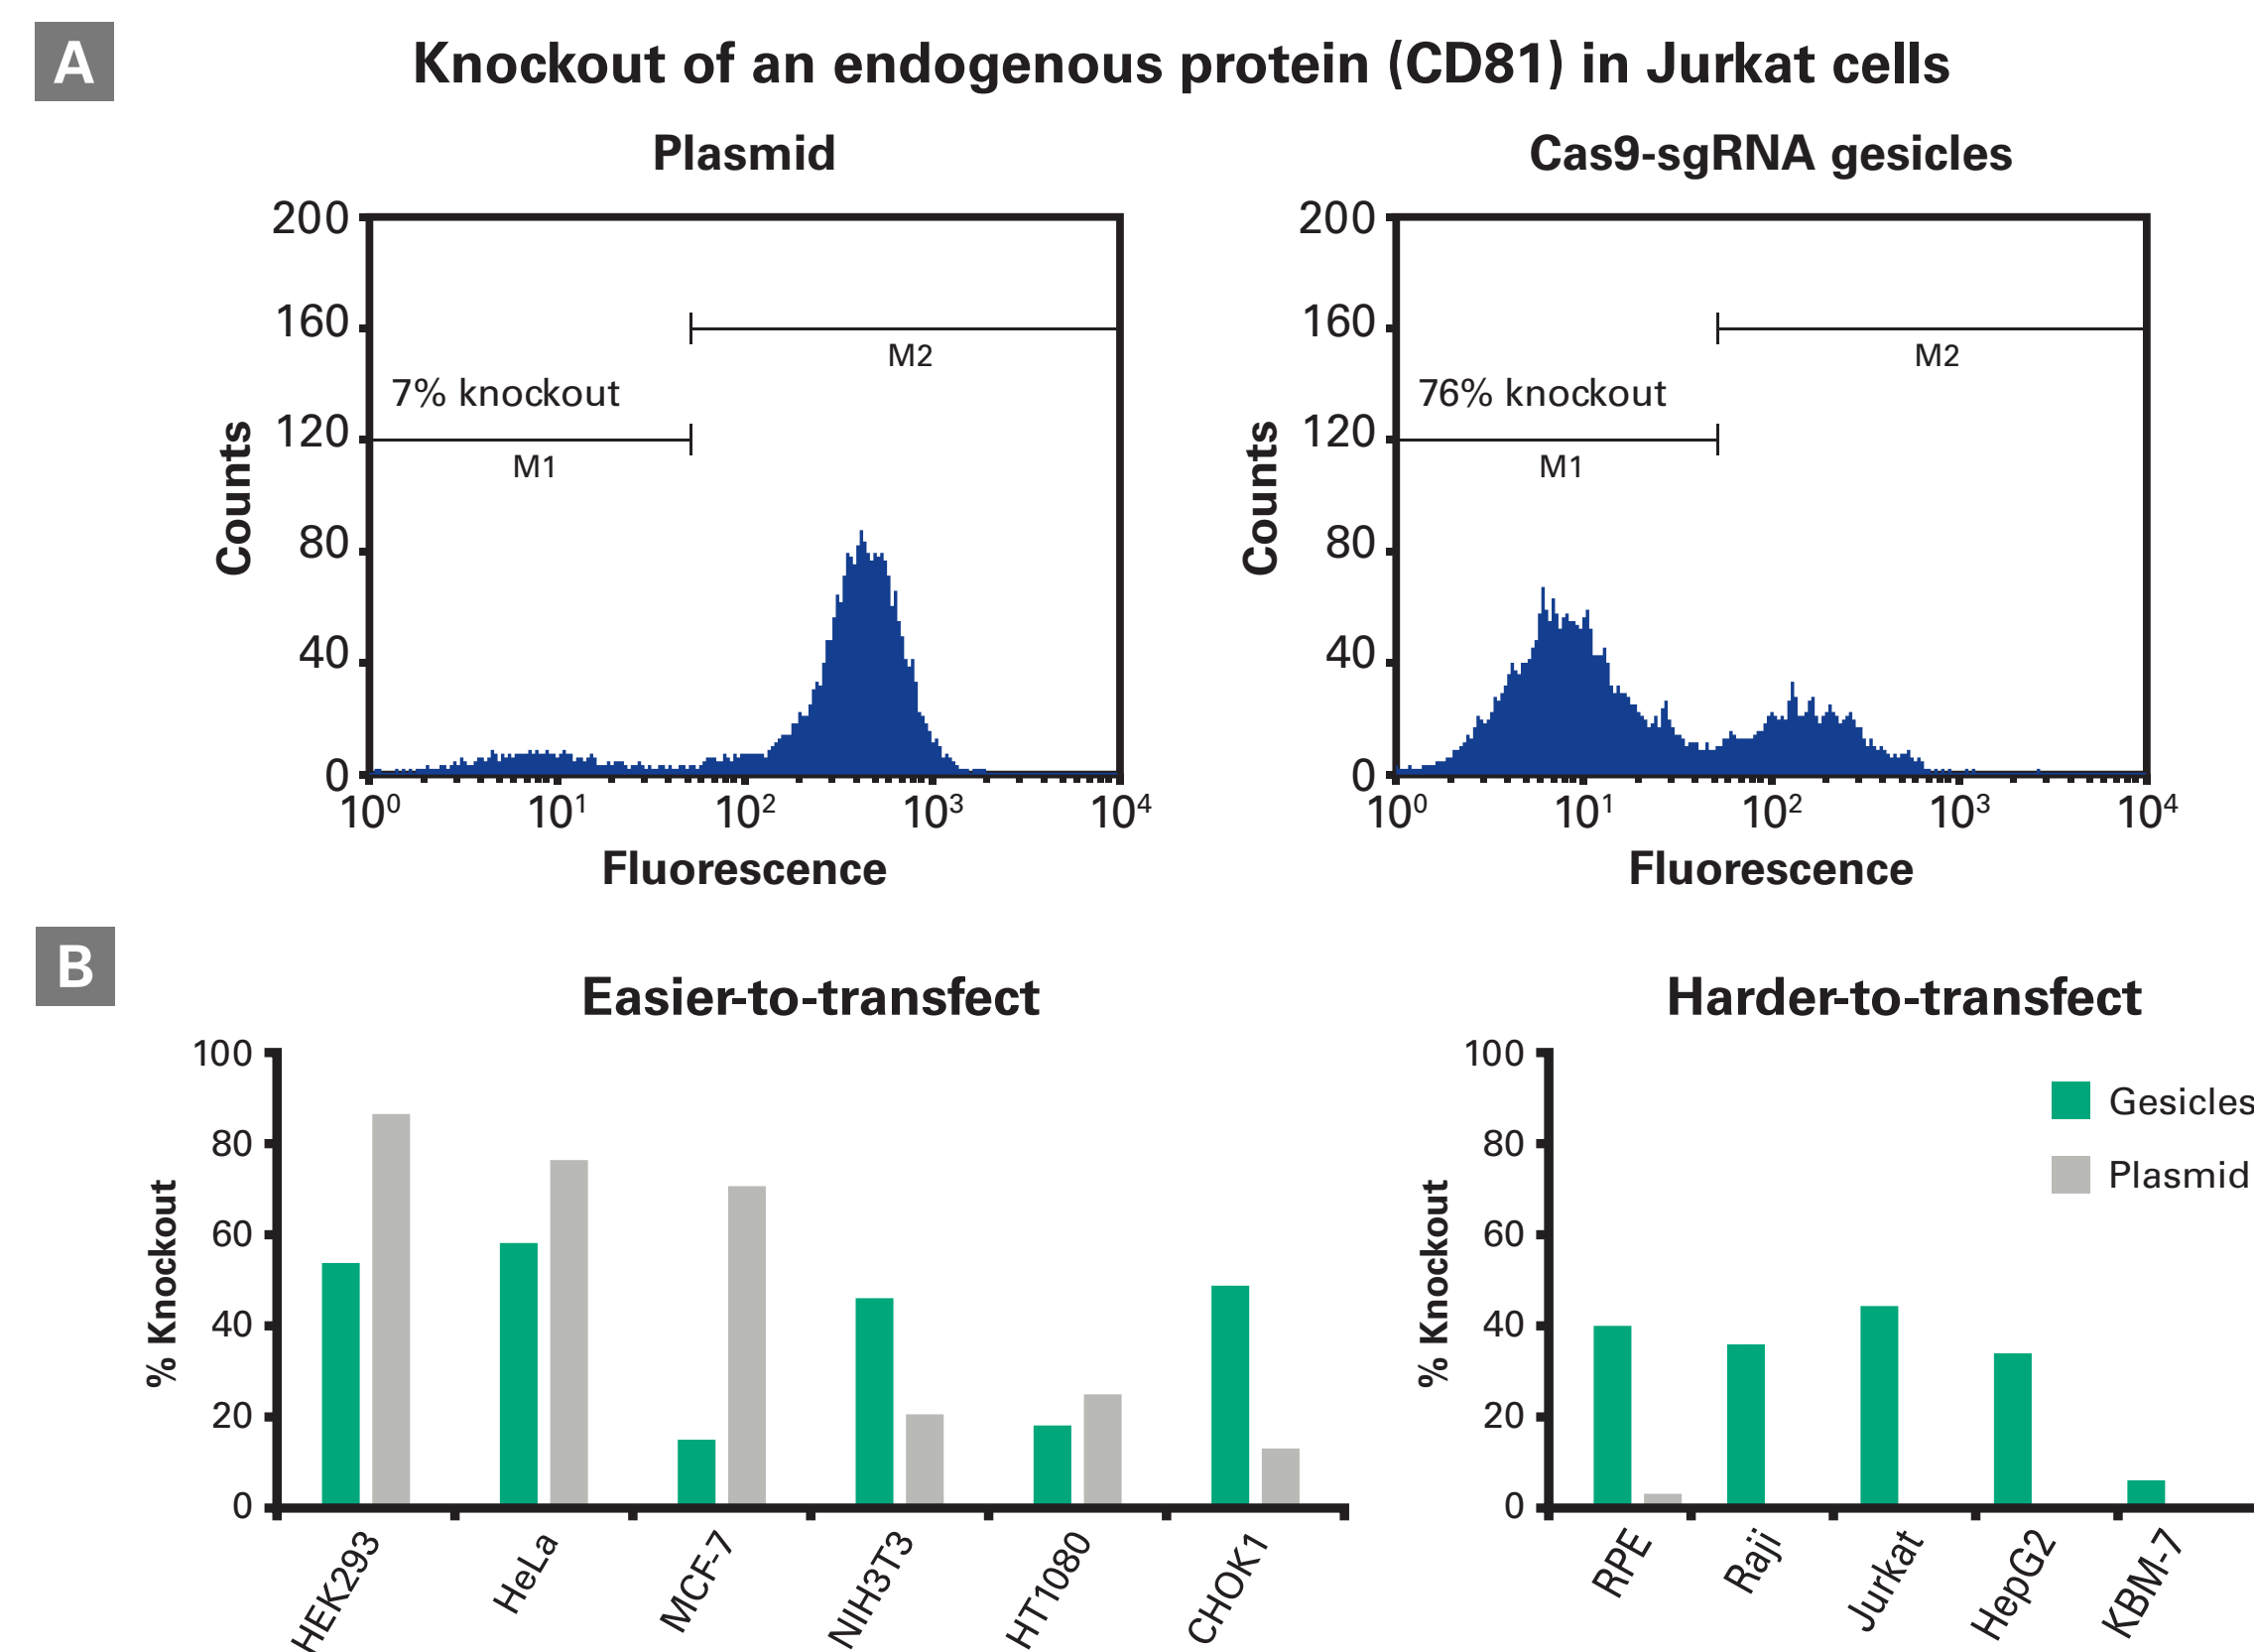 A
Knockout of an endogenous protein (CD81) in Jurkat cells
Plasmid
200
160
120
80
40
0
Counts
M2
7% knockout
M1
10⁰ 10¹ 10² 10³ 10⁴
Fluorescence
Cas9-sgRNA gesicles
200
160
120
80
40
0
Counts
M2
76% knockout
M1
10⁰ 10¹ 10² 10³ 10⁴
Fluorescence
B
Easier-to-transfect
100
80
60
40
20
0
% Knockout
HEK293
HeLa
MCF-7
NIH3T3
HT1080
CHOK1
Harder-to-transfect
100
80
60
40
20
0
% Knockout
Gesicles
Plasmid
RPE
Raji
Jurkat
HepG2
KBM-7